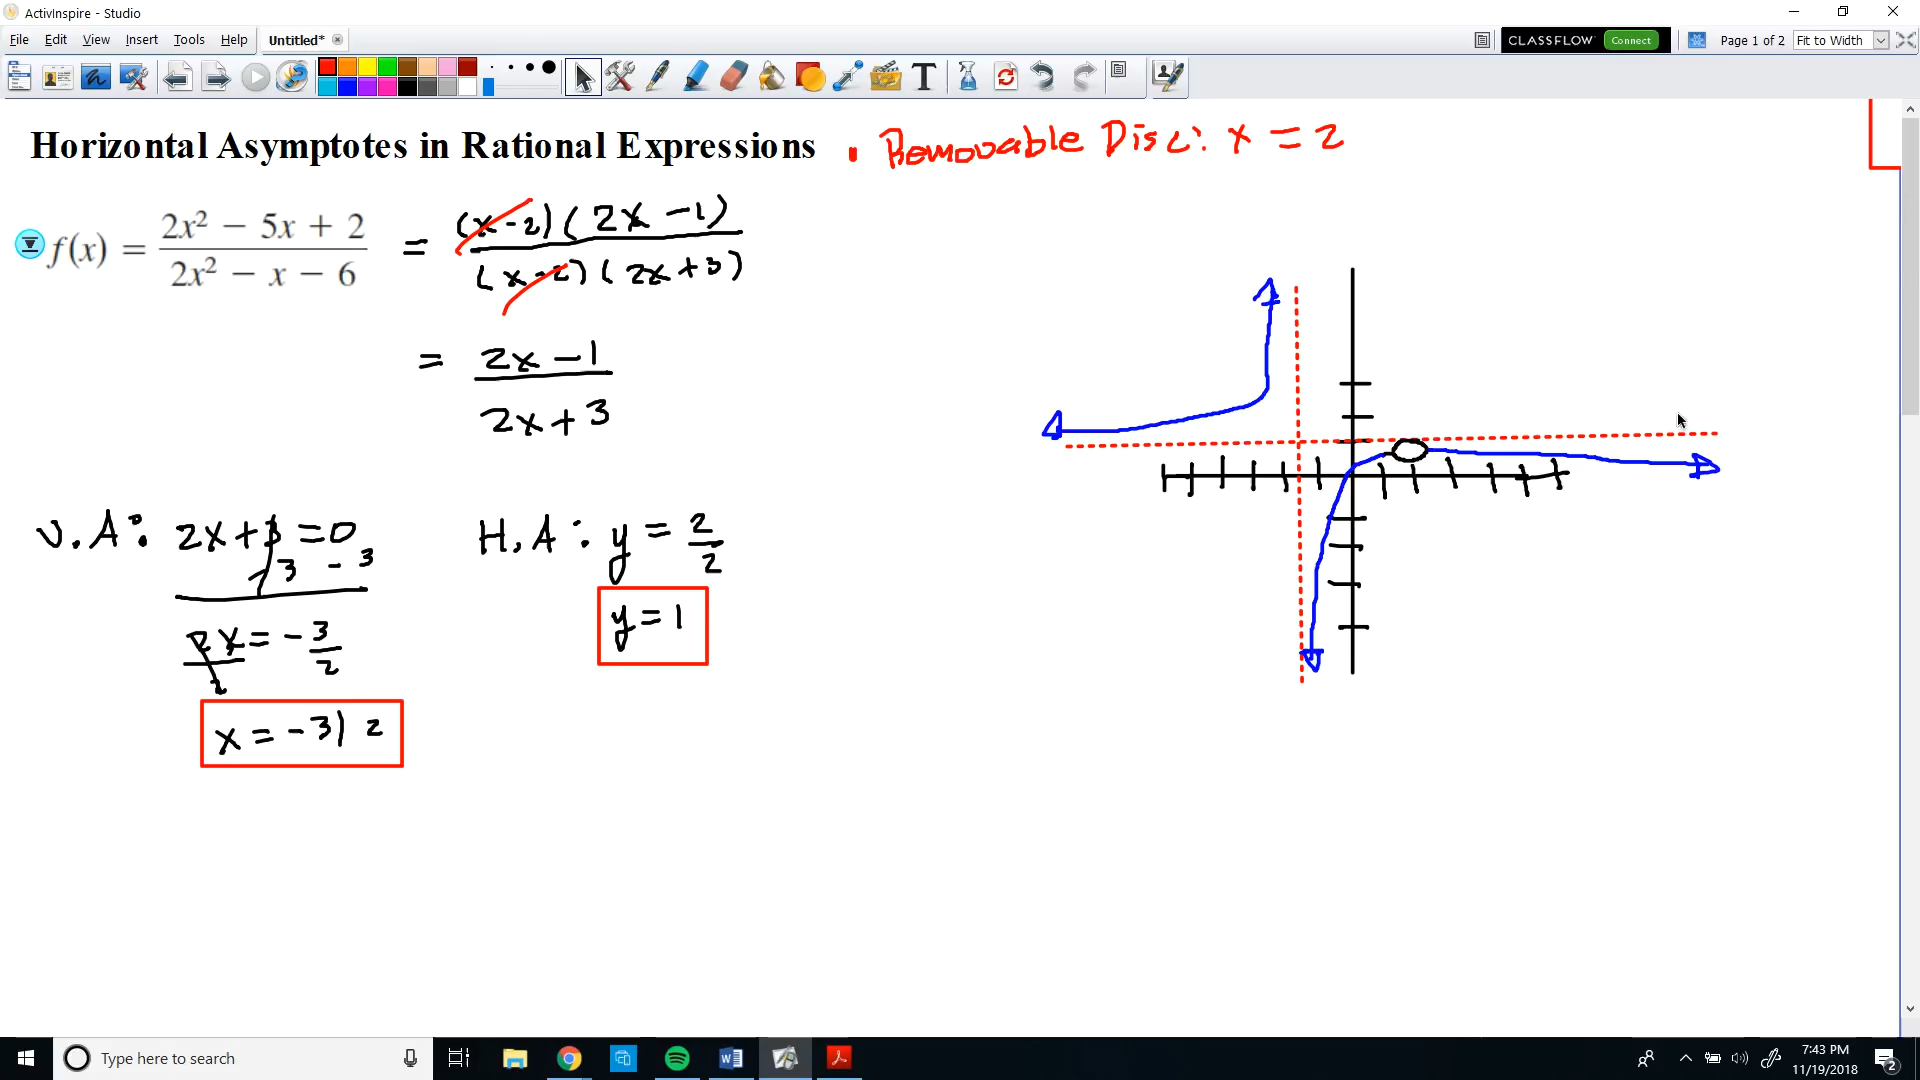 ActivInspire - Studio
File Edit View Insert Tools Help Untitled*
CLASSFLOW Connect Page 1 of 2 Fit to Width
T
Horizontal Asymptotes in Rational Expressions
. Removable Disc: x = 2
f(x) = (2x² − 5x + 2)/(2x² − x − 6) = (x-2)(2x-1)/(x-2)(2x+3)
= (2x-1)/(2x+3)
V.A: 2x+3=0
-3 -3
2x = -3
2 2
x = -3/2
H.A: y = 2/2
y = 1
Type here to search
7:43 PM
11/19/2018
2